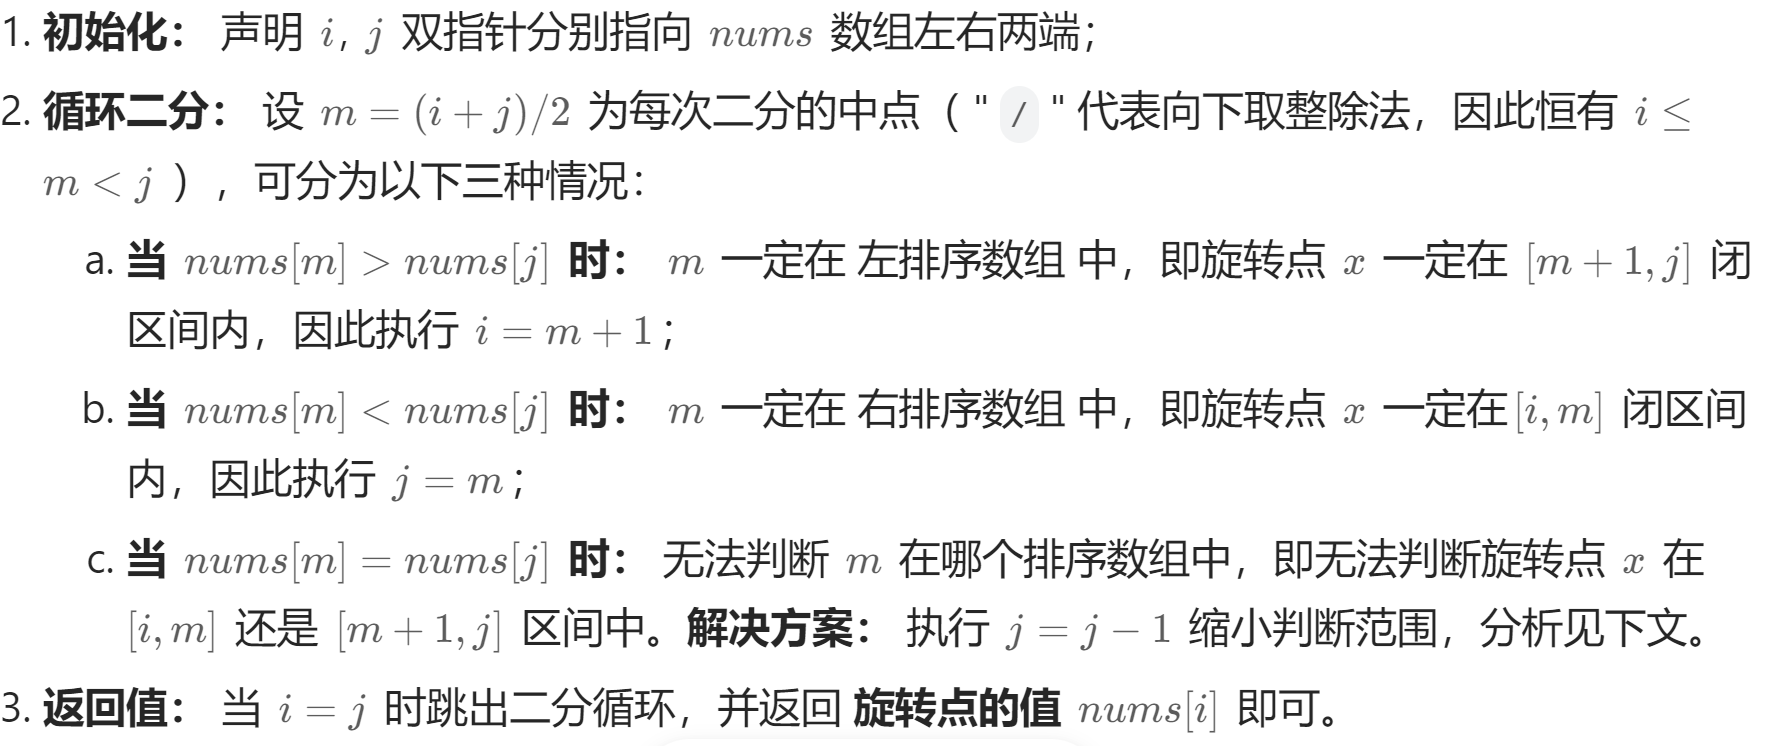 1. 初始化： 声明 i, j 双指针分别指向 nums 数组左右两端；
2. 循环二分： 设 m = (i + j)/2 为每次二分的中点（ " / " 代表向下取整除法，因此恒有 i ≤
m < j ），可分为以下三种情况：
a. 当 nums[m] > nums[j] 时： m 一定在 左排序数组 中，即旋转点 x 一定在 [m + 1, j] 闭
区间内，因此执行 i = m + 1；
b. 当 nums[m] < nums[j] 时： m 一定在 右排序数组 中，即旋转点 x 一定在[i, m] 闭区间
内，因此执行 j = m；
c. 当 nums[m] = nums[j] 时： 无法判断 m 在哪个排序数组中，即无法判断旋转点 x 在
[i, m] 还是 [m + 1, j] 区间中。解决方案： 执行 j = j − 1 缩小判断范围，分析见下文。
3. 返回值： 当 i = j 时跳出二分循环，并返回 旋转点的值 nums[i] 即可。